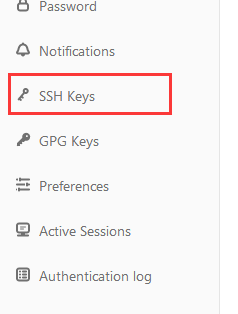 Password
Notifications
SSH Keys
GPG Keys
Preferences
Active Sessions
Authentication log